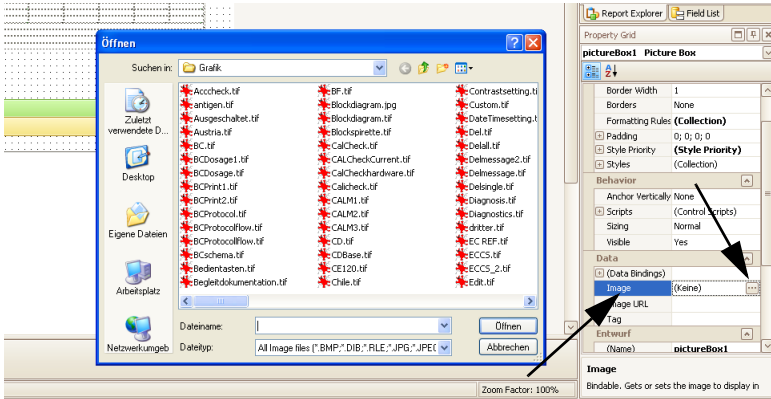 Report Explorer Field List
Property Grid
pictureBox1 Picture Box
Border Width 1
Borders None
Formatting Rules (Collection)
Padding 0; 0; 0; 0
Style Priority (Style Priority)
Styles (Collection)
Behavior
Anchor Vertically None
Scripts (Control Scripts)
Sizing Normal
Visible Yes
Data
(Data Bindings)
Image (Keine)
Image URL
Tag
Entwurf
(Name) pictureBox1
Image
Bindable. Gets or sets the image to display in
Öffnen
Suchen in: Grafik
Zuletzt
verwendete D...
Desktop
Eigene Dateien
Arbeitsplatz
Netzwerkumgeb
Acccheck.tif
antigen.tif
Ausgeschaltet.tif
Austria.tif
BC.tif
BCDosage1.tif
BCDosage.tif
BCPrint1.tif
BCPrint2.tif
BCProtocol.tif
BCProtocolflow.tif
BCProtocollflow.tif
BCschema.tif
Bedientasten.tif
Begleitdokumentation.tif
BF.tif
Blockdiagram.jpg
Blockdiagram.tif
Blockspirette.tif
CalCheck.tif
CALCheckCurrent.tif
CalCheckhardware.tif
Calicheck.tif
CALM1.tif
CALM2.tif
CALM3.tif
CD.tif
CDBase.tif
CE120.tif
Chile.tif
Contrastsetting.ti
Custom.tif
DateTimesetting.t
Del.tif
Delall.tif
Delmessage2.tif
Delmessage.tif
Delsingle.tif
Diagnosis.tif
Diagnostics.tif
dritter.tif
EC REF.tif
ECCS.tif
ECCS_2.tif
Edit.tif
Dateiname: Öffnen
Dateityp: All Image files (*.BMP;*.DIB;*.RLE;*.JPG;*.JPEG Abbrechen
Zoom Factor: 100%